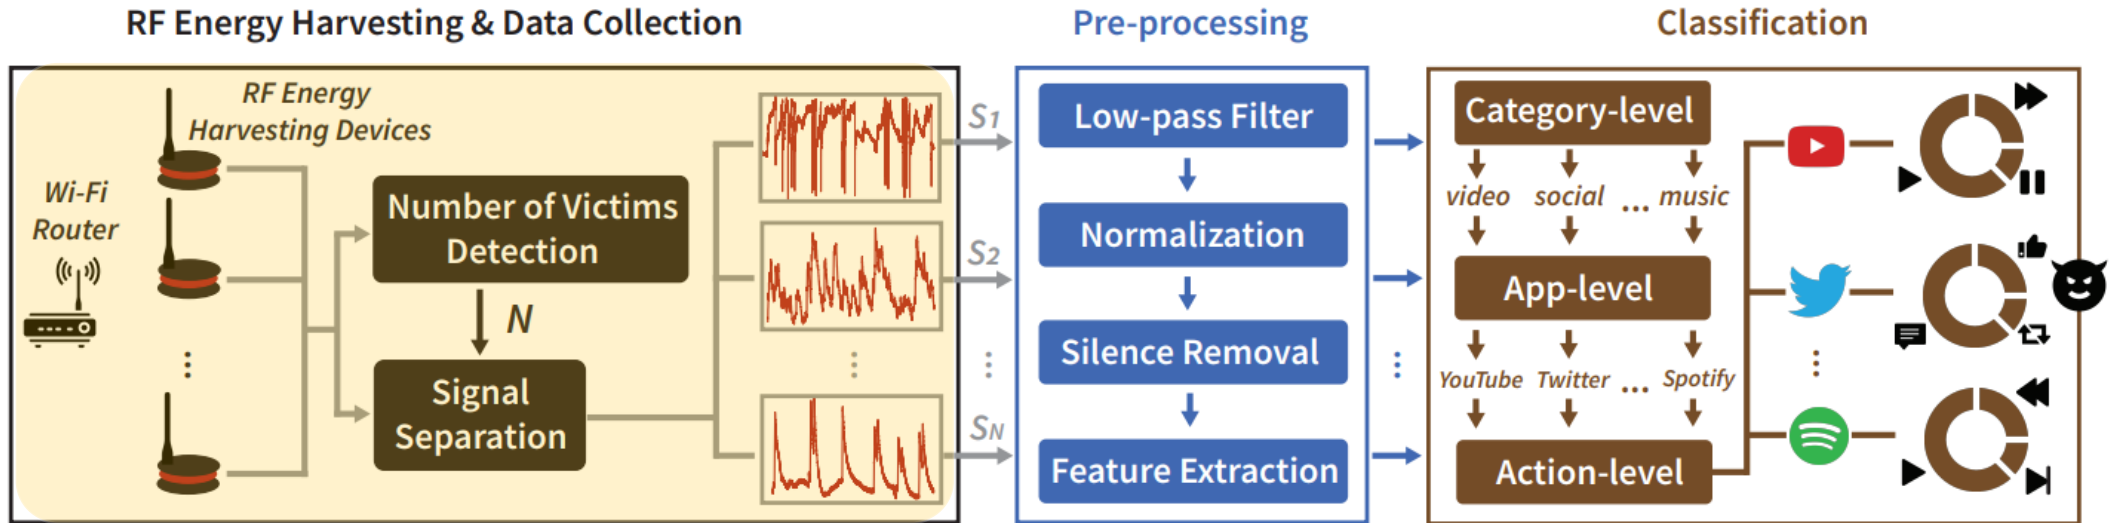 RF Energy Harvesting & Data Collection
Pre-processing
Classification
RF Energy
Harvesting Devices
Wi-Fi
Router
Number of Victims
Detection
N
Signal
Separation
S1
S2
SN
Low-pass Filter
Normalization
Silence Removal
Feature Extraction
Category-level
video social ... music
App-level
YouTube Twitter ... Spotify
Action-level